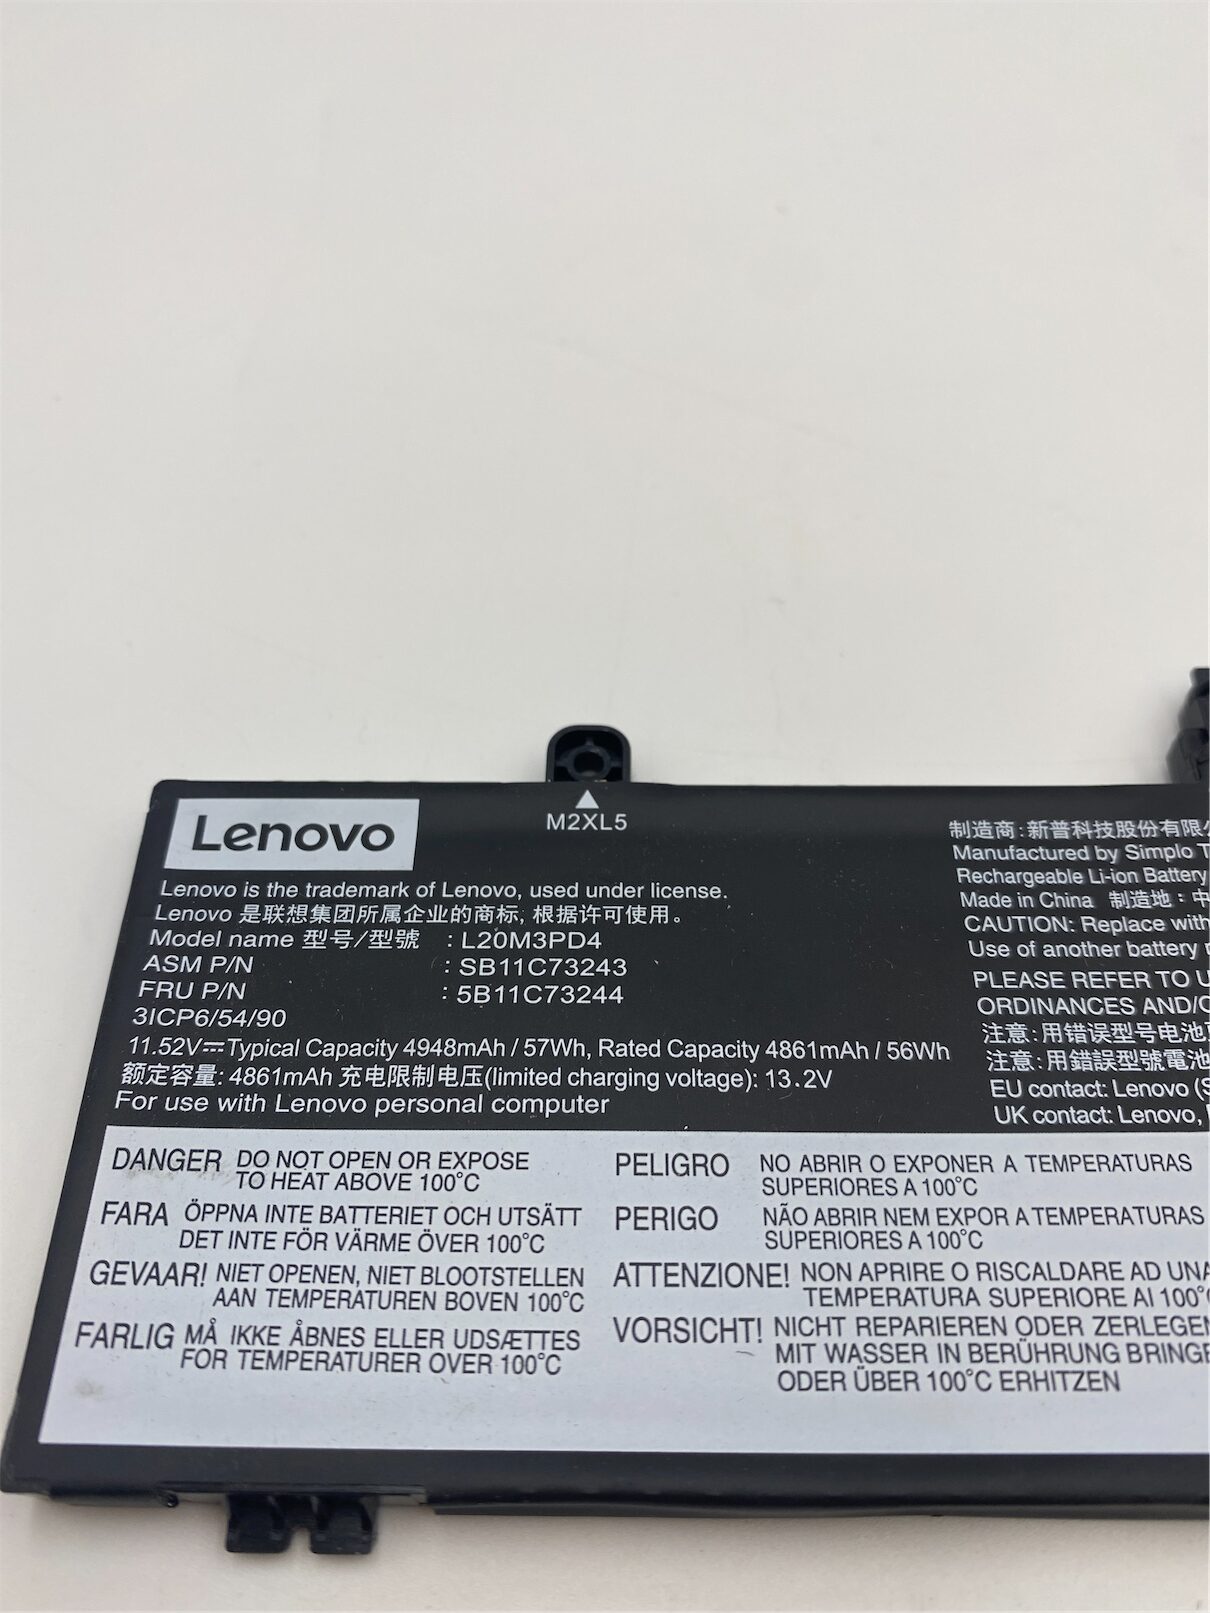 Lenovo
M2XL5
Lenovo is the trademark of Lenovo, used under license.
Lenovo 是联想集团所属企业的商标, 根据许可使用。
Model name 型号/型號 : L20M3PD4
ASM P/N : SB11C73243
FRU P/N : 5B11C73244
3ICP6/54/90
11.52V⎓Typical Capacity 4948mAh / 57Wh, Rated Capacity 4861mAh / 56Wh
额定容量: 4861mAh 充电限制电压(limited charging voltage): 13.2V
For use with Lenovo personal computer
制造商:新普科技股份有限
Manufactured by Simplo
Rechargeable Li-ion Battery
Made in China 制造地:中
CAUTION: Replace with
Use of another battery
PLEASE REFER TO
ORDINANCES AND/
注意:用错误型号电池
注意:用錯誤型號電池
EU contact: Lenovo
UK contact: Lenovo,
DANGER DO NOT OPEN OR EXPOSE
TO HEAT ABOVE 100°C
FARA ÖPPNA INTE BATTERIET OCH UTSÄTT
DET INTE FÖR VÄRME ÖVER 100°C
GEVAAR! NIET OPENEN, NIET BLOOTSTELLEN
AAN TEMPERATUREN BOVEN 100°C
FARLIG MÅ IKKE ÅBNES ELLER UDSÆTTES
FOR TEMPERATURER OVER 100°C
PELIGRO NO ABRIR O EXPONER A TEMPERATURAS
SUPERIORES A 100°C
PERIGO NÃO ABRIR NEM EXPOR A TEMPERATURAS
SUPERIORES A 100°C
ATTENZIONE! NON APRIRE O RISCALDARE AD UNA
TEMPERATURA SUPERIORE AI 100°
VORSICHT! NICHT REPARIEREN ODER ZERLEGEN
MIT WASSER IN BERÜHRUNG
ODER ÜBER 100°C ERHITZEN